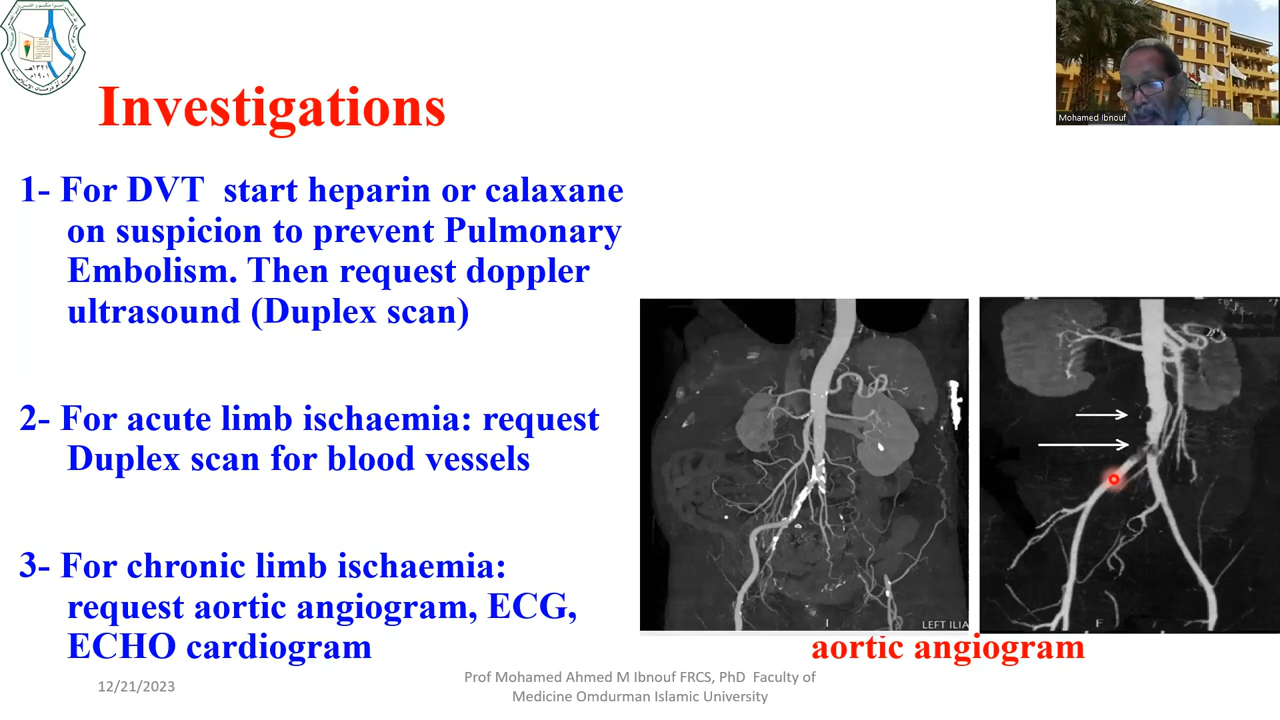 ١٣٢١هـ
١٩٠١م
Mohamed Ibnouf
Investigations
1- For DVT start heparin or calaxane
on suspicion to prevent Pulmonary
Embolism. Then request doppler
ultrasound (Duplex scan)
2- For acute limb ischaemia: request
Duplex scan for blood vessels
3- For chronic limb ischaemia:
request aortic angiogram, ECG,
ECHO cardiogram
LEFT ILIA
F
aortic angiogram
12/21/2023
Prof Mohamed Ahmed M Ibnouf FRCS, PhD Faculty of
Medicine Omdurman Islamic University